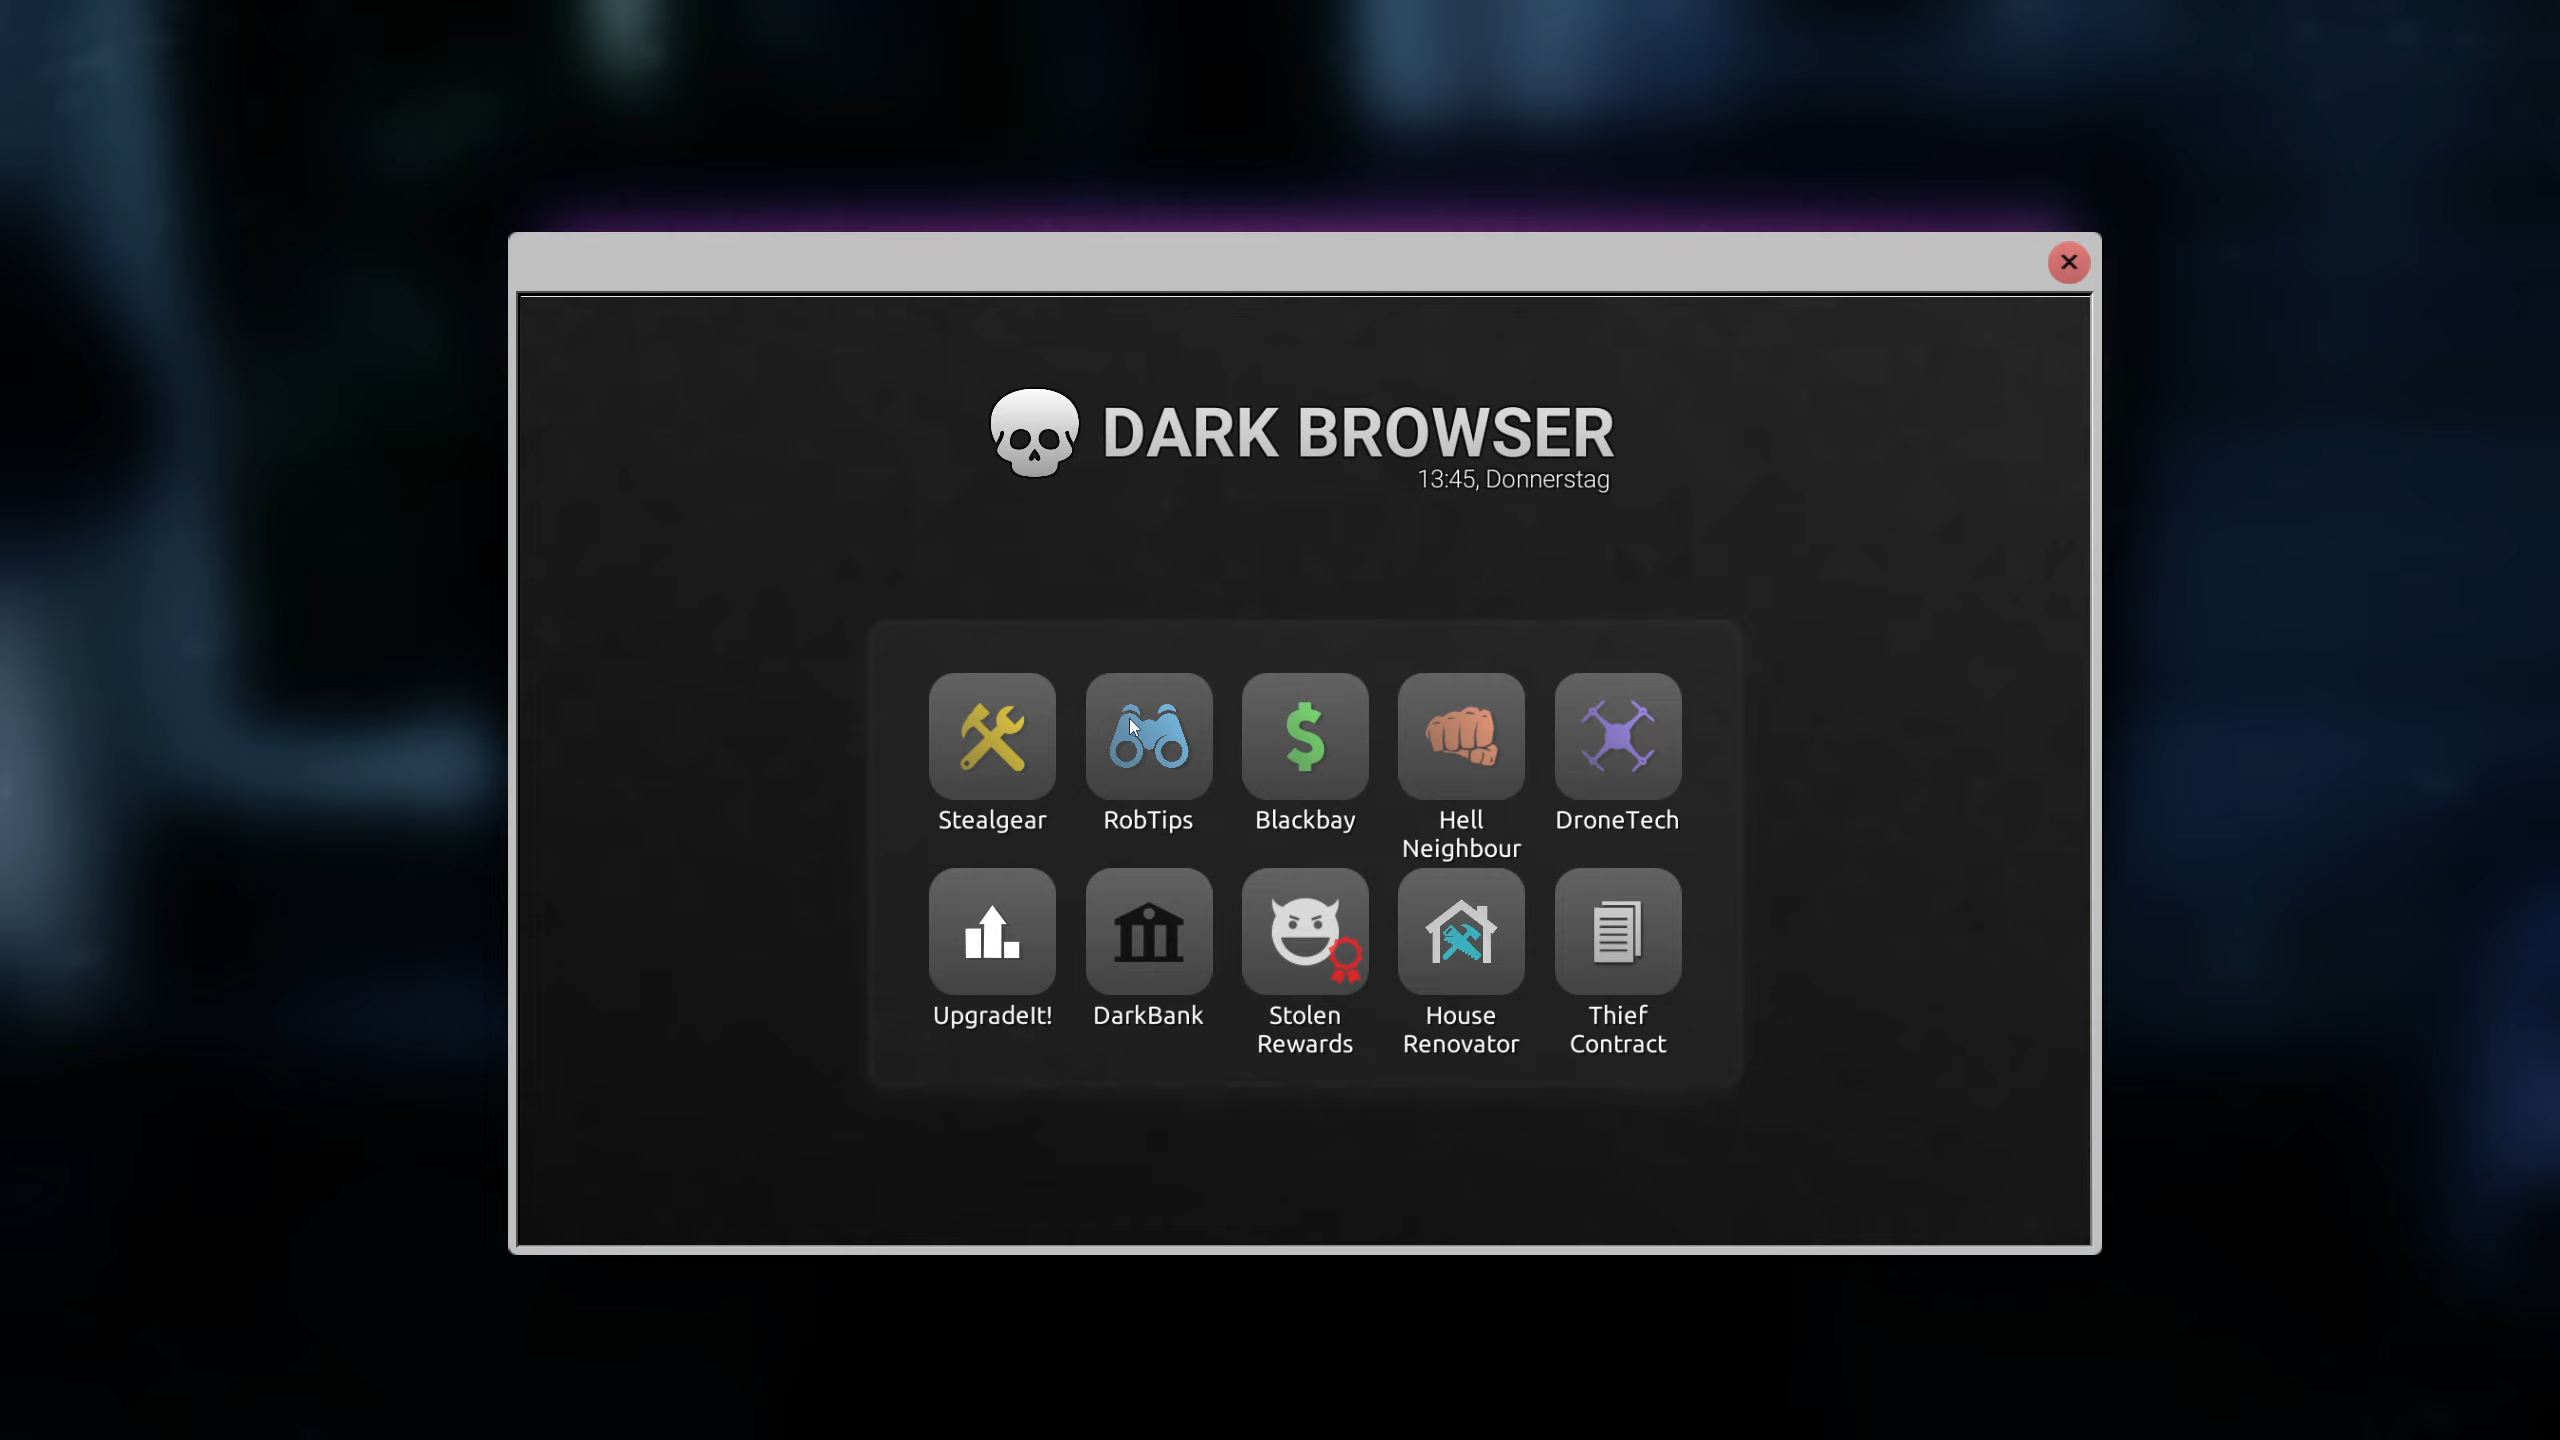 DARK BROWSER
13:45, Donnerstag
Stealgear
RobTips
Blackbay
Hell
Neighbour
DroneTech
UpgradeIt!
DarkBank
Stolen
Rewards
House
Renovator
Thief
Contract